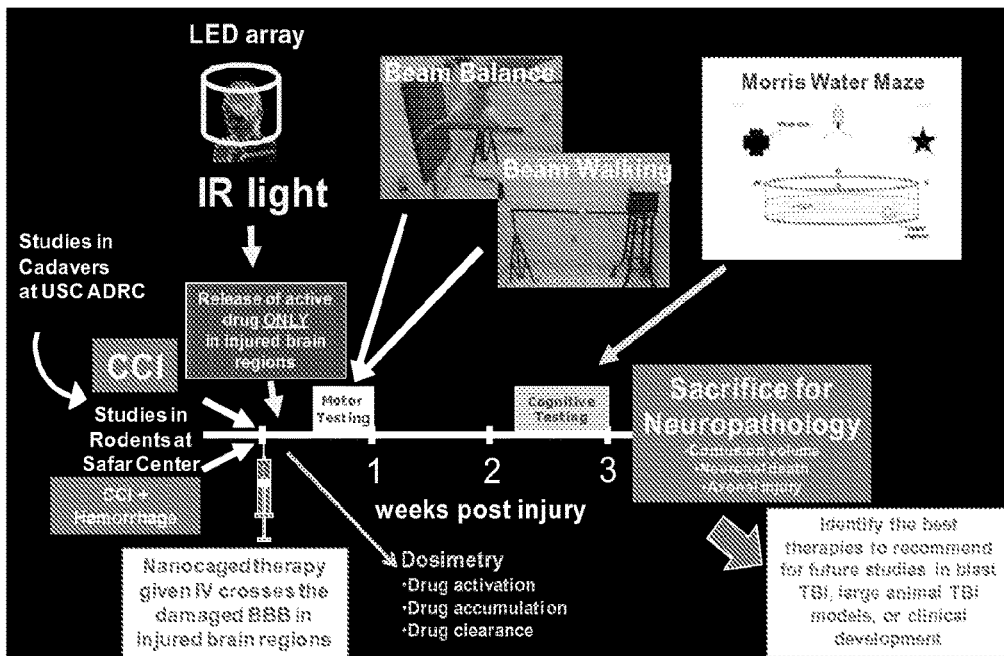 LED array
IR light
Beam Balance
Beam Walking
Morris Water Maze
Studies in
Cadavers
at USC ADRC
Release of active
drug ONLY
in injured brain
regions
CCI
Studies in
Rodents at
Safar Center
CCI +
Hemorrhage
Motor
Testing
Cognitive
Testing
1
2
3
weeks post injury
Sacrifice for
Neuropathology
•Contusion volume
•Neuronal death
•Axonal injury
Nanocaged therapy
given IV crosses the
damaged BBB in
injured brain regions
Dosimetry
•Drug activation
•Drug accumulation
•Drug clearance
Identify the best
therapies to recommend
for future studies in blast
TBI, large animal TBI
models, or clinical
development